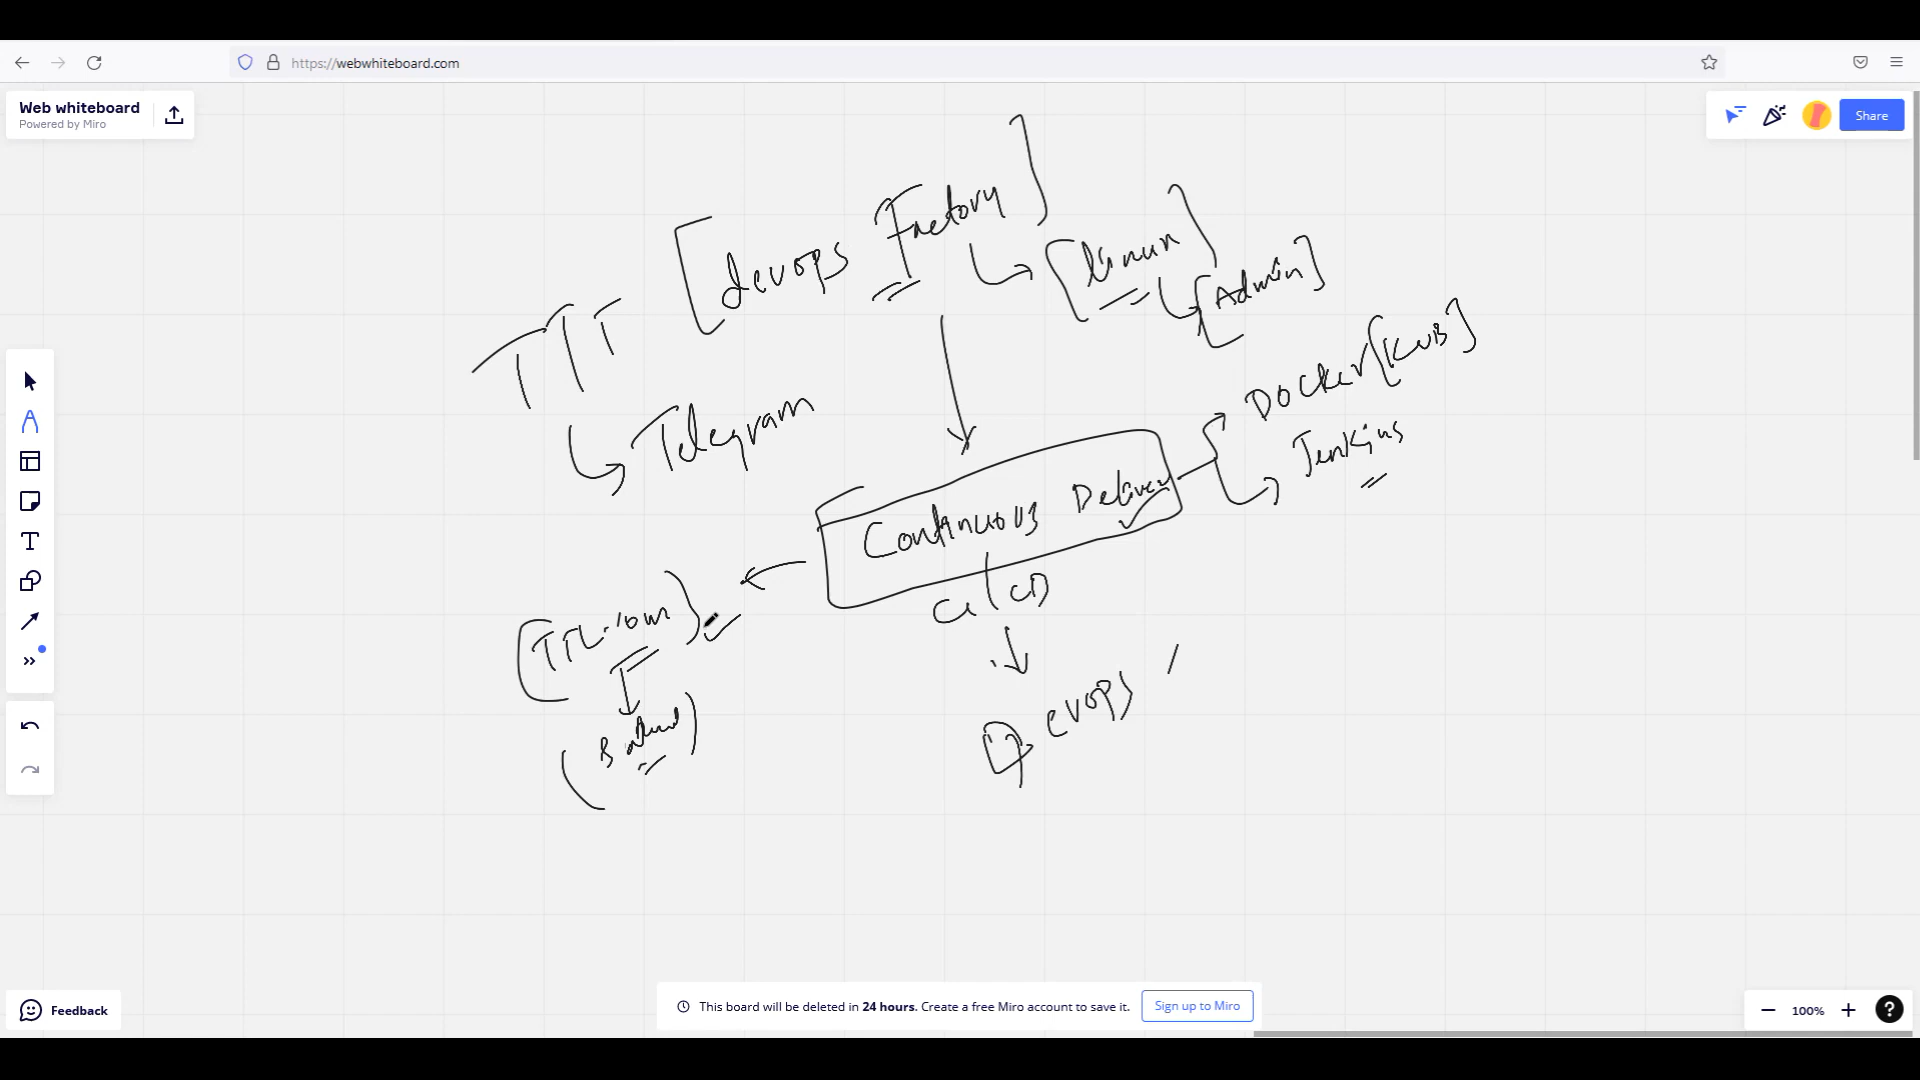 https://webwhiteboard.com
Web whiteboard
Powered by Miro
Share
[devops Factory]
[Linux]
[Admin]
TTT
Telegram
Docker [KUB]
Jenkins
Continuous Deliver
CI/CD
Devops
Feedback
This board will be deleted in 24 hours. Create a free Miro account to save it.
Sign up to Miro
100%
?